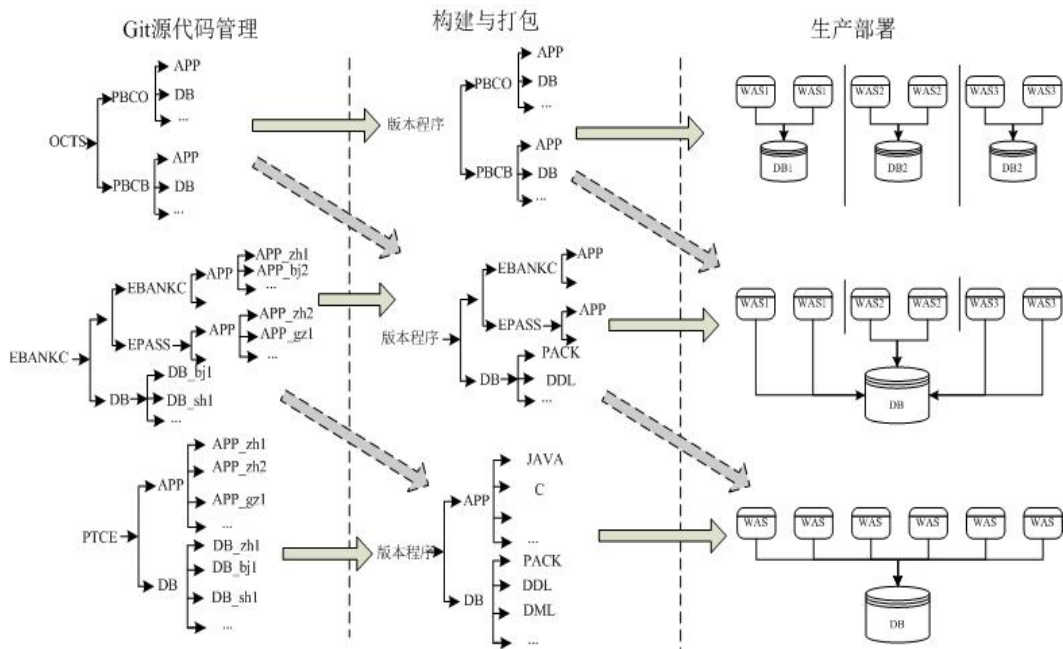 Git源代码管理
构建与打包
生产部署
OCTS
PBCO
APP
DB
...
PBCB
APP
DB
...
版本程序
PBCO
APP
DB
...
PBCB
APP
DB
...
WAS1 WAS1 WAS2 WAS2 WAS3 WAS3
DB1 DB2 DB2
EBANKC
EBANKC
APP
APP_zh1
APP_bj2
...
EPASS
APP
APP_zh2
APP_gz1
...
DB
DB_bj1
DB_sh1
...
版本程序
EBANKC
APP
EPASS
APP
DB
PACK
DDL
...
WAS1 WAS1 WAS2 WAS2 WAS3 WAS3
DB
PTCE
APP
APP_zh1
APP_zh2
APP_gz1
...
DB
DB_zh1
DB_bj1
DB_sh1
...
版本程序
APP
JAVA
C
...
DB
PACK
DDL
DML
...
WAS WAS WAS WAS WAS WAS
DB